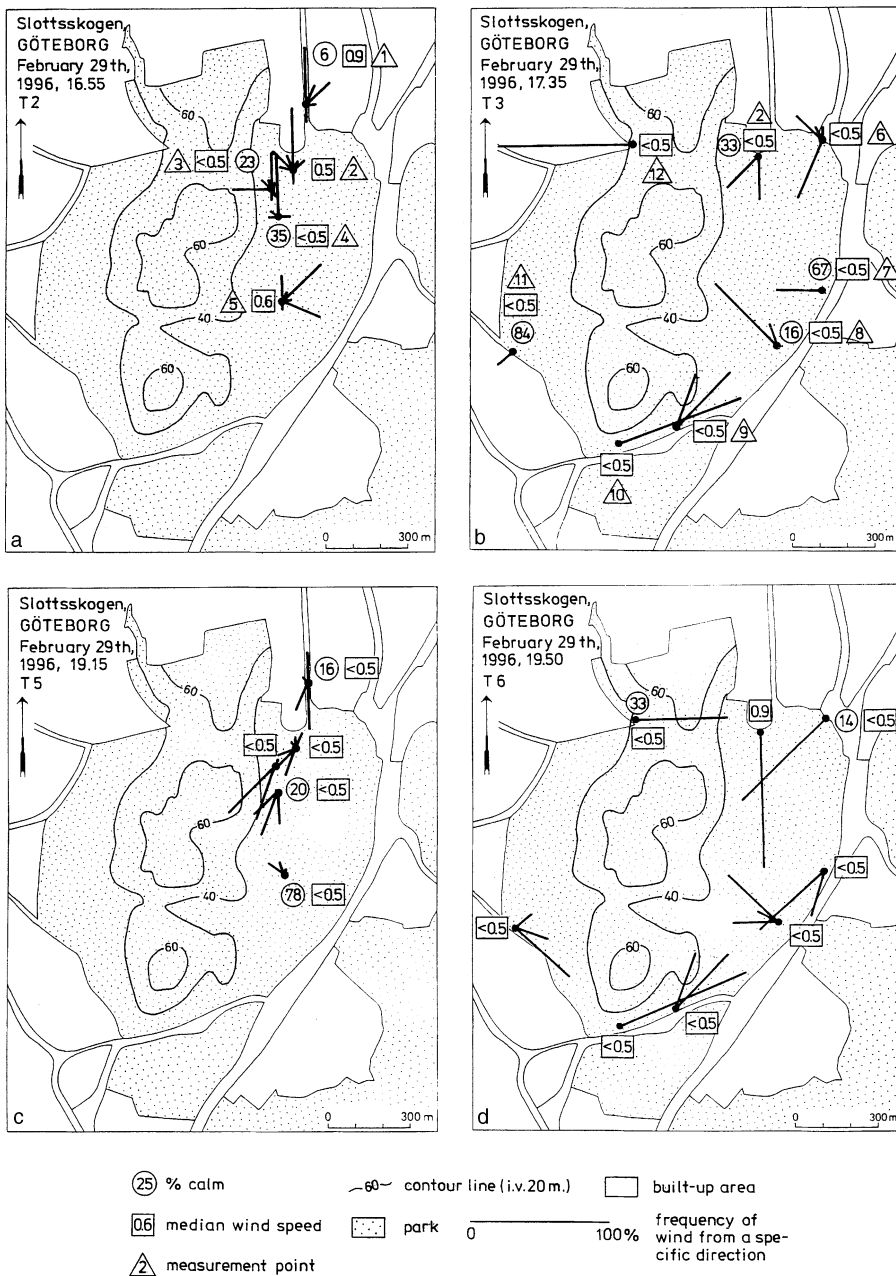 Slottsskogen,
GÖTEBORG
February 29th,
1996, 16.55
T2
6 0.9 1
60
3 <0.5 23
0.5 2
35 <0.5 4
60
5 0.6
40
60
a
0 300 m
Slottsskogen,
GÖTEBORG
February 29th,
1996, 17.35
T3
60
2
<0.5
33 <0.5
<0.5 6
12
60
67 <0.5 7
11
<0.5
84
40
16 <0.5 8
60
<0.5 9
<0.5
10
b
0 300 m
Slottsskogen,
GÖTEBORG
February 29th,
1996, 19.15
T5
60
16 <0.5
<0.5 <0.5
20 <0.5
60
78 <0.5
40
60
c
0 300 m
Slottsskogen,
GÖTEBORG
February 29th,
1996, 19.50
T6
60
33
0.9
14 <0.5
<0.5
60
<0.5
40
<0.5
<0.5
60
<0.5
<0.5
d
0 300 m
25 % calm
60 contour line (i.v.20 m.)
built-up area
0.6 median wind speed
park
0 100% frequency of
wind from a spe-
cific direction
2 measurement point